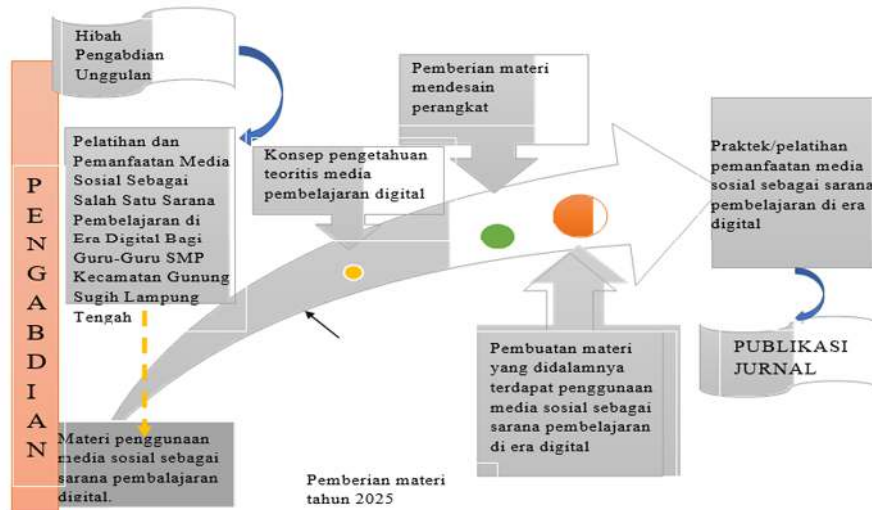 Hibah
Pengabdian
Unggulan
PENGABDIAN
Pelatihan dan
Pemanfaatan Media
Sosial Sebagai
Salah Satu Sarana
Pembelajaran di
Era Digital Bagi
Guru-Guru SMP
Kecamatan Gunung
Sugih Lampung
Tengah
Materi penggunaan
media sosial sebagai
sarana pembalajaran
digital.
Konsep pengetahuan
teoritis media
pembelajaran digital
Pemberian materi
mendesain
perangkat
Pembuatan materi
yang didalamnya
terdapat penggunaan
media sosial sebagai
sarana pembelajaran
di era digital
Pemberian materi
tahun 2025
Praktek/pelatihan
pemanfaatan media
sosial sebagai sarana
pembelajaran di era
digital
PUBLIKASI
JURNAL